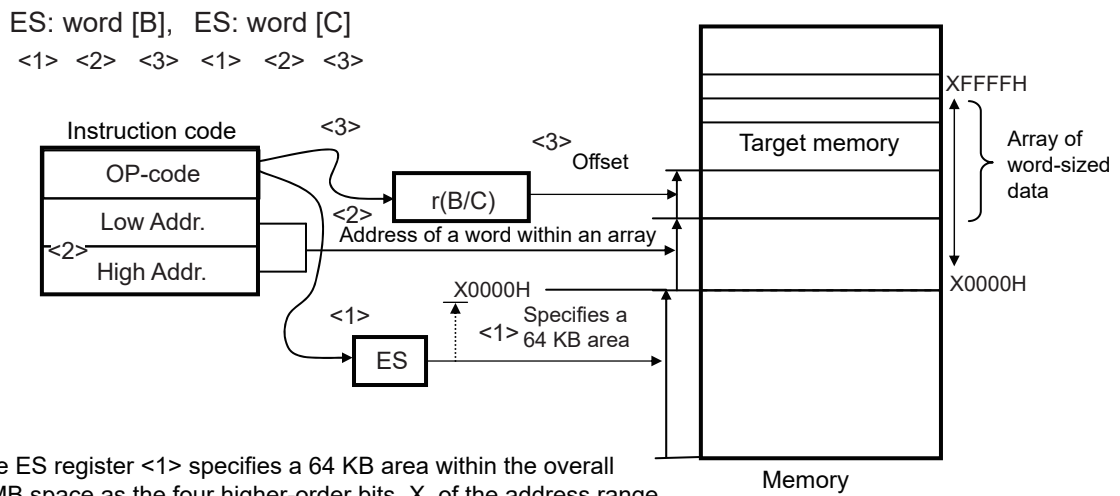 ES: word [B], ES: word [C]
<1> <2> <3> <1> <2> <3>
Instruction code
OP-code
Low Addr.
<2>
High Addr.
<3>
r(B/C)
<3>
Offset
<2>
Address of a word within an array
<1>
ES
X0000H
<1>
Specifies a
64 KB area
Target memory
XFFFFH
Array of
word-sized
data
X0000H
Memory
ES register <1> specifies a 64 KB area within the overall
space as the four higher-order bits, X, of the address range